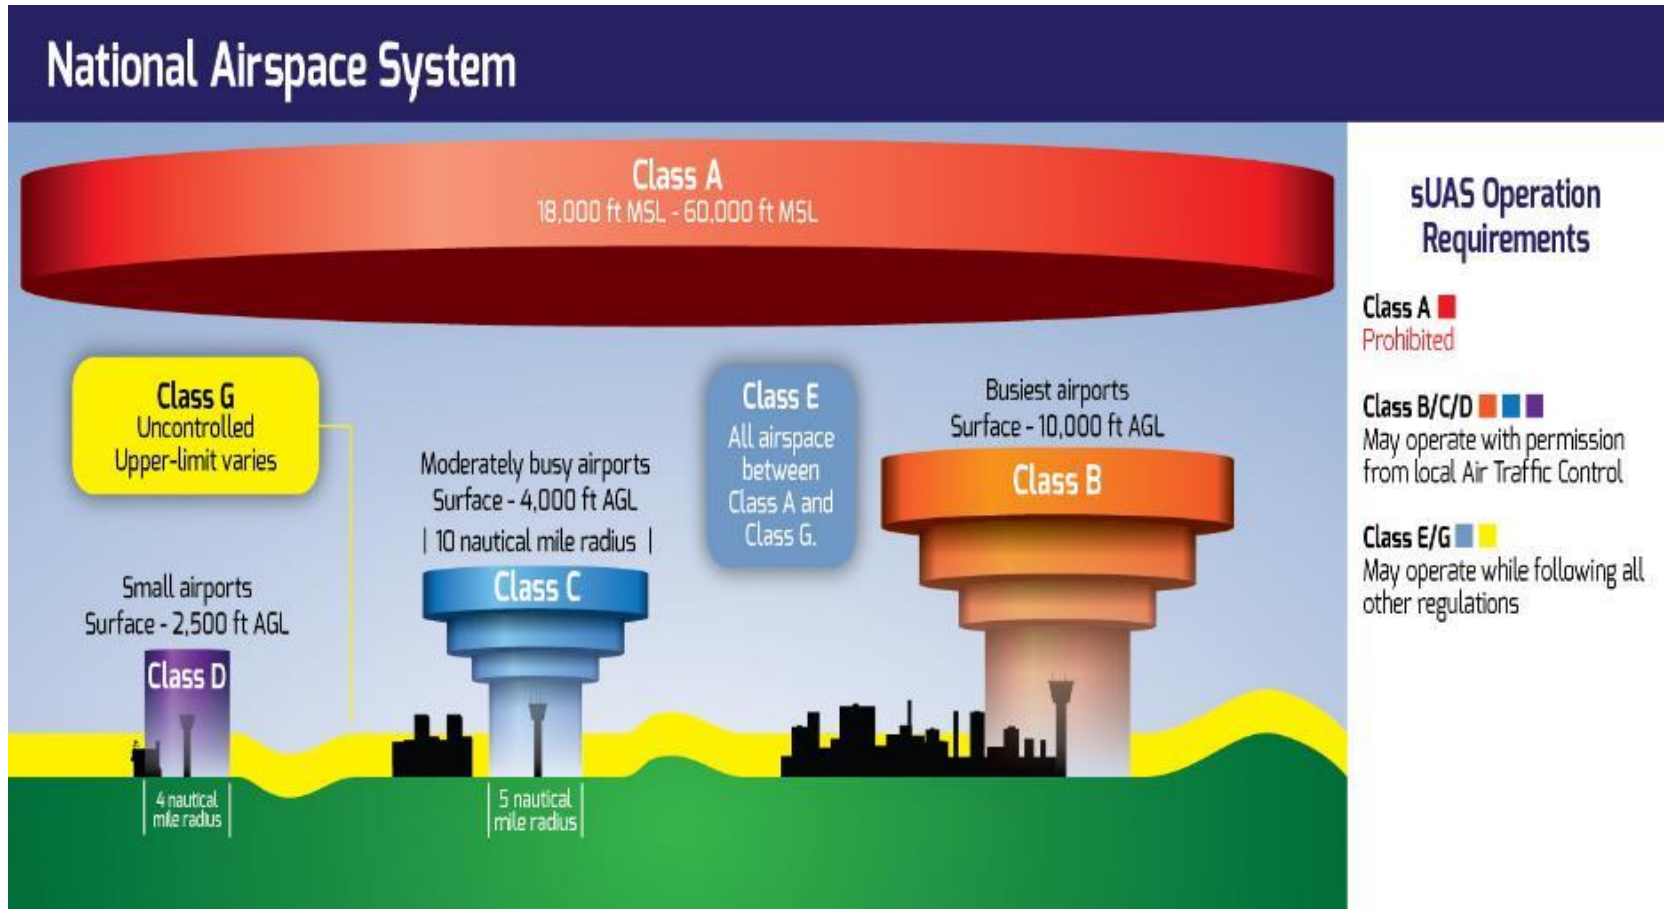 National Airspace System
Class A
18,000 ft MSL - 60,000 ft MSL
Class G
Uncontrolled
Upper-limit varies
Small airports
Surface - 2,500 ft AGL
Class D
4 nautical
mile radius
Moderately busy airports
Surface - 4,000 ft AGL
| 10 nautical mile radius |
Class C
5 nautical
mile radius
Class E
All airspace
between
Class A and
Class G.
Busiest airports
Surface - 10,000 ft AGL
Class B
sUAS Operation
Requirements
Class A
Prohibited
Class B/C/D
May operate with permission
from local Air Traffic Control
Class E/G
May operate while following all
other regulations